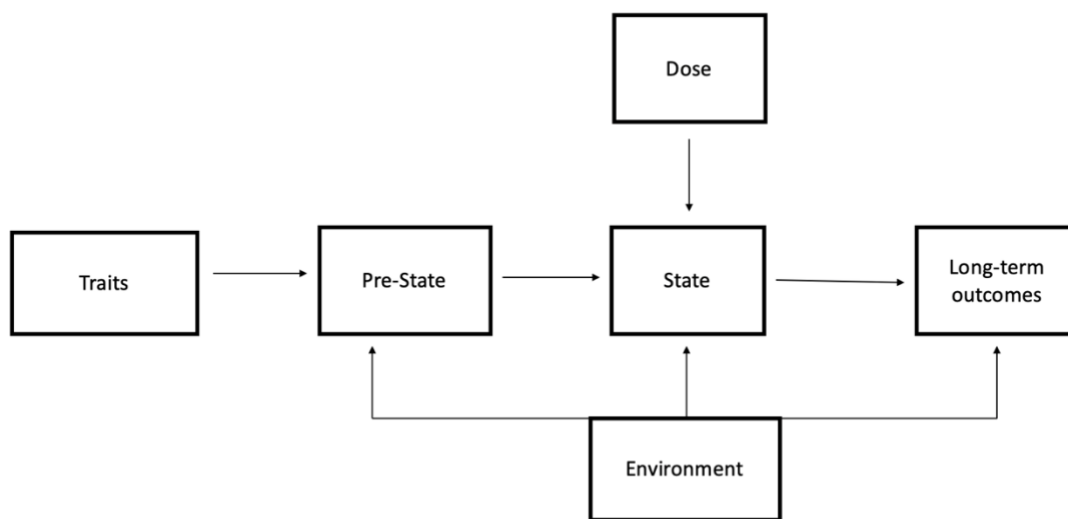 Dose
Traits
Pre-State
State
Long-term
outcomes
Environment